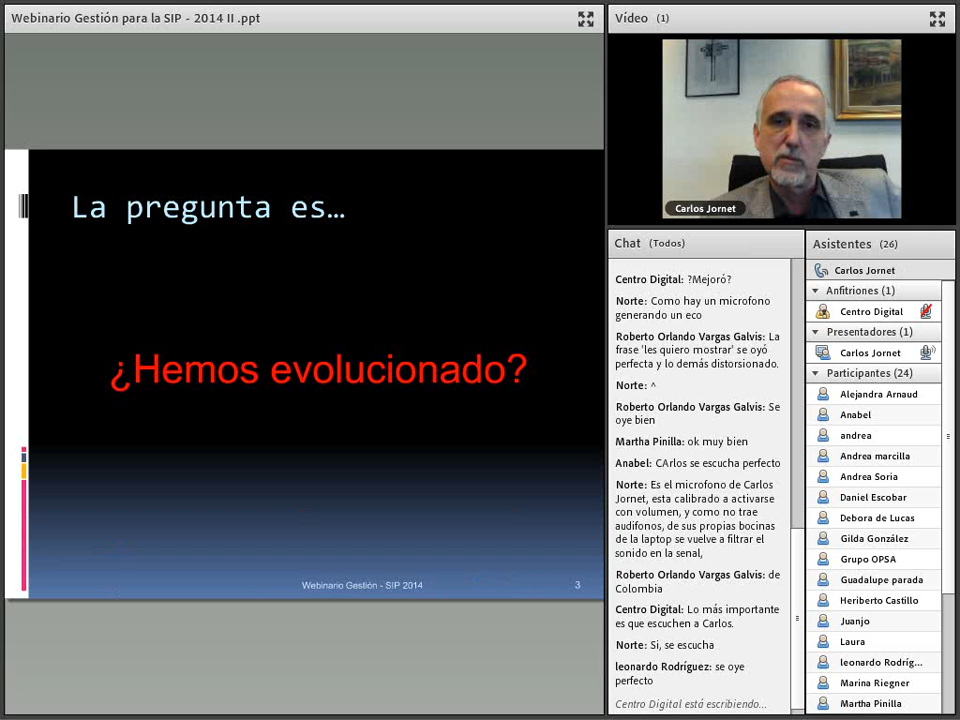 Webinario Gestión para la SIP - 2014 II .ppt
La pregunta es…
¿Hemos evolucionado?
Webinario Gestión - SIP 2014
3
Vídeo (1)
Carlos Jornet
Chat (Todos)
Centro Digital: ?Mejoró?
Norte: Como hay un microfono
generando un eco
Roberto Orlando Vargas Galvis: La
frase 'les quiero mostrar' se oyó
perfecta y lo demás distorsionado.
Norte: ^
Roberto Orlando Vargas Galvis: Se
oye bien
Martha Pinilla: ok muy bien
Anabel: CArlos se escucha perfecto
Norte: Es el microfono de Carlos
Jornet, esta calibrado a activarse
con volumen, y como no trae
audifonos, de sus propias bocinas
de la laptop se vuelve a filtrar el
sonido en la senal,
Roberto Orlando Vargas Galvis: de
Colombia
Centro Digital: Lo más importante
es que escuchen a Carlos.
Norte: Si, se escucha
leonardo Rodríguez: se oye
perfecto
Centro Digital está escribiendo...
Asistentes (26)
Carlos Jornet
Anfitriones (1)
Centro Digital
Presentadores (1)
Carlos Jornet
Participantes (24)
Alejandra Arnaud
Anabel
andrea
Andrea marcilla
Andrea Soria
Daniel Escobar
Debora de Lucas
Gilda González
Grupo OPSA
Guadalupe parada
Heriberto Castillo
Juanjo
Laura
leonardo Rodríg...
Marina Riegner
Martha Pinilla